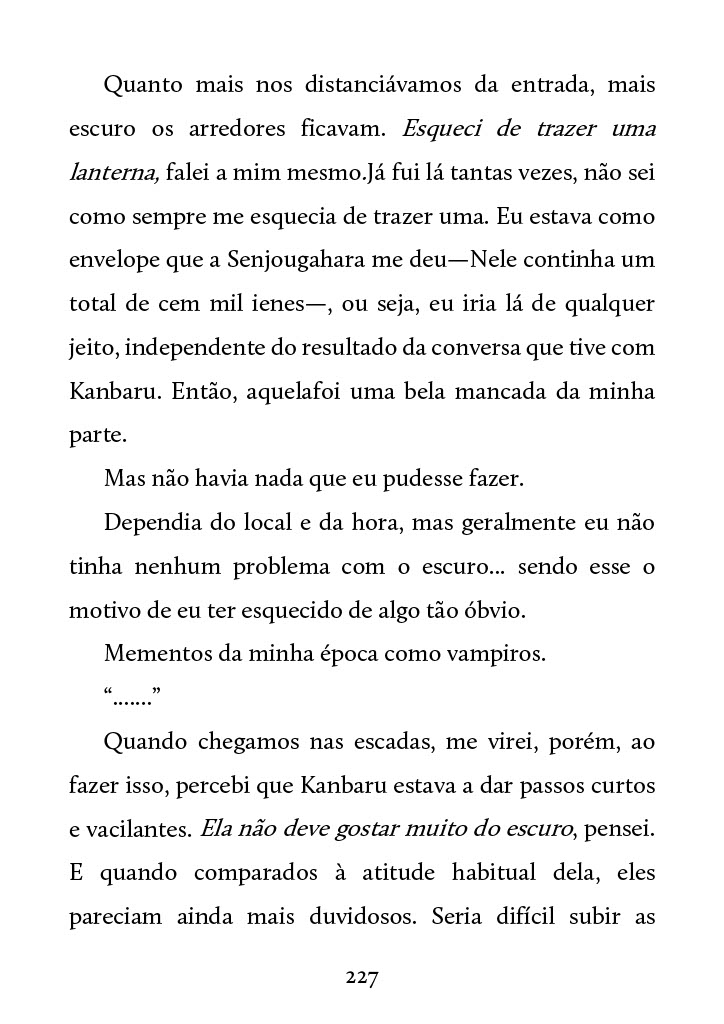 Quanto mais nos distanciávamos da entrada, mais
escuro os arredores ficavam. Esqueci de trazer uma
lanterna, falei a mim mesmo.Já fui lá tantas vezes, não sei
como sempre me esquecia de trazer uma. Eu estava como
envelope que a Senjougahara me deu—Nele continha um
total de cem mil ienes—, ou seja, eu iria lá de qualquer
jeito, independente do resultado da conversa que tive com
Kanbaru. Então, aquelafoi uma bela mancada da minha
parte.
Mas não havia nada que eu pudesse fazer.
Dependia do local e da hora, mas geralmente eu não
tinha nenhum problema com o escuro... sendo esse o
motivo de eu ter esquecido de algo tão óbvio.
Mementos da minha época como vampiros.
“.......”
Quando chegamos nas escadas, me virei, porém, ao
fazer isso, percebi que Kanbaru estava a dar passos curtos
e vacilantes. Ela não deve gostar muito do escuro, pensei.
E quando comparados à atitude habitual dela, eles
pareciam ainda mais duvidosos. Seria difícil subir as
227